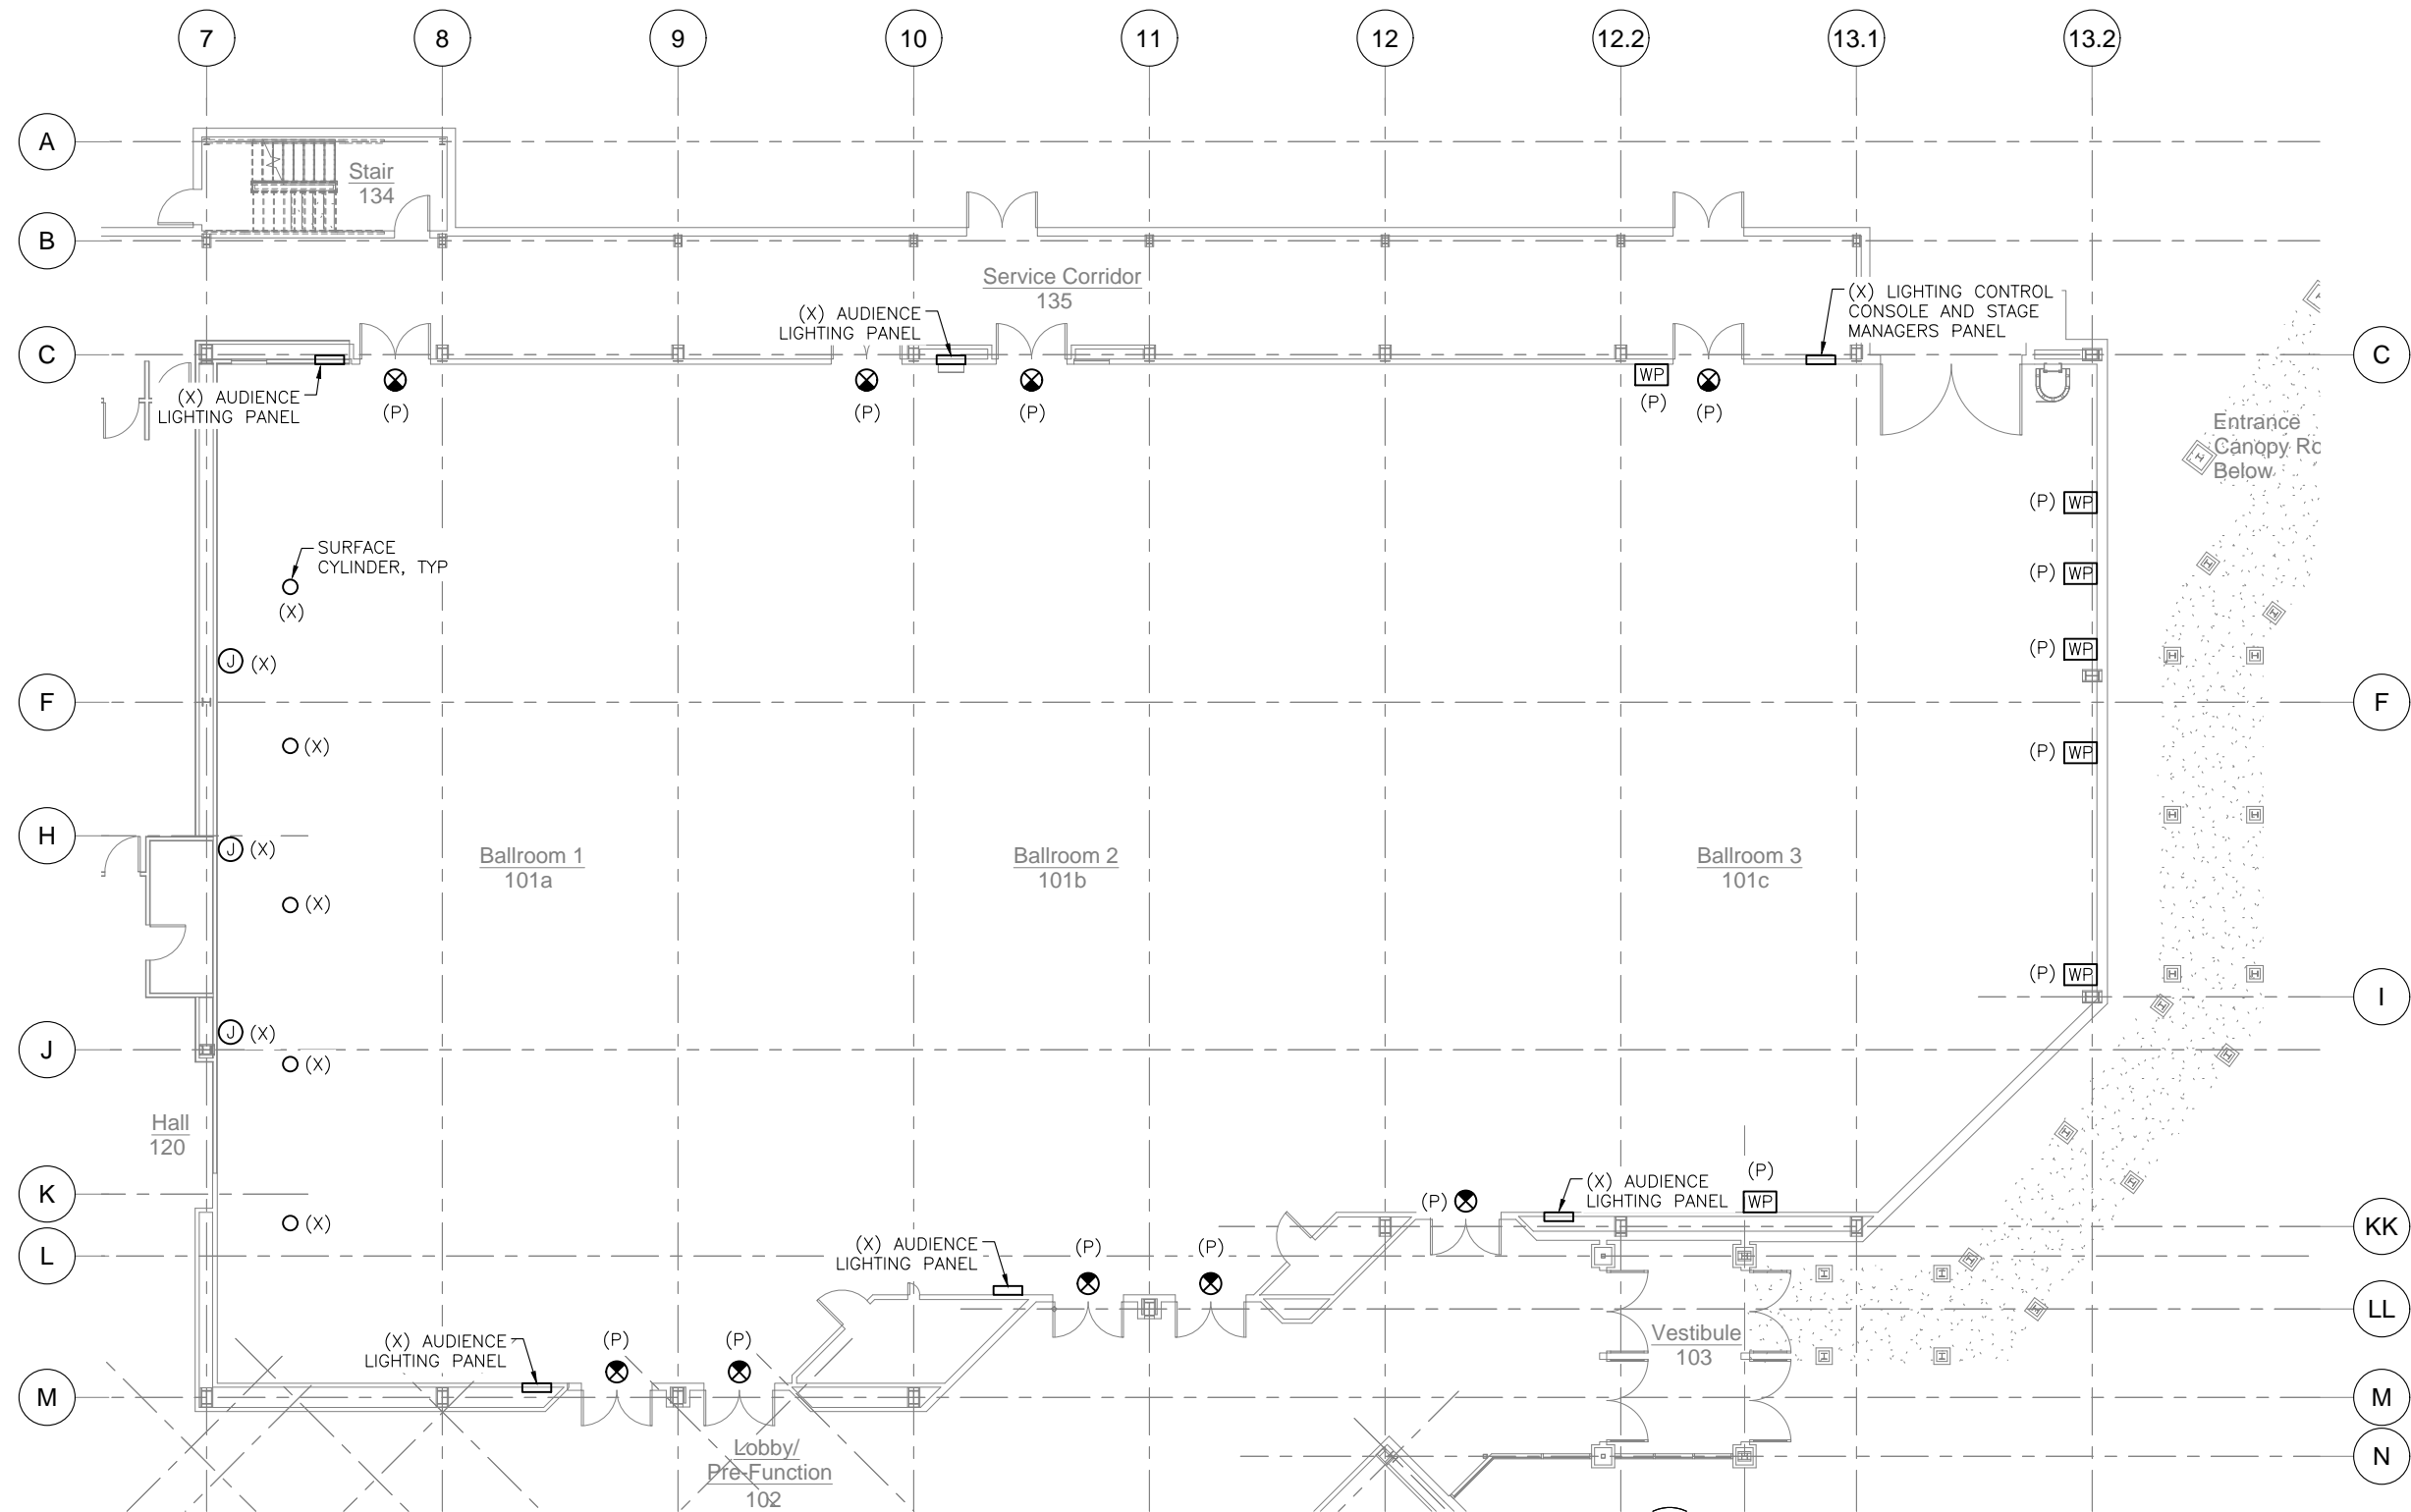 7
8
9
10
11
12
12.2
13.1
13.2
A
Stair
134
B
Service Corridor
135
(X) AUDIENCE
LIGHTING PANEL
(X) LIGHTING CONTROL
CONSOLE AND STAGE
MANAGERS PANEL
C
C
(X) AUDIENCE
LIGHTING PANEL
(P)
(P)
(P)
WP
(P)
(P)
Entrance
Canopy
Below
(P) WP
SURFACE
CYLINDER, TYP
(X)
(P) WP
J (X)
(P) WP
F
F
(X)
(P) WP
H
J (X)
Ballroom 1
101a
Ballroom 2
101b
Ballroom 3
101c
(X)
(P) WP
I
J
J (X)
(X)
Hall
120
K
(X)
(P)
(X) AUDIENCE
LIGHTING PANEL
(P)
WP
KK
L
(X) AUDIENCE
LIGHTING PANEL
(P)
(P)
LL
Vestibule
103
(X) AUDIENCE
LIGHTING PANEL
(P)
(P)
M
M
Lobby/
Pre-Function
102
N